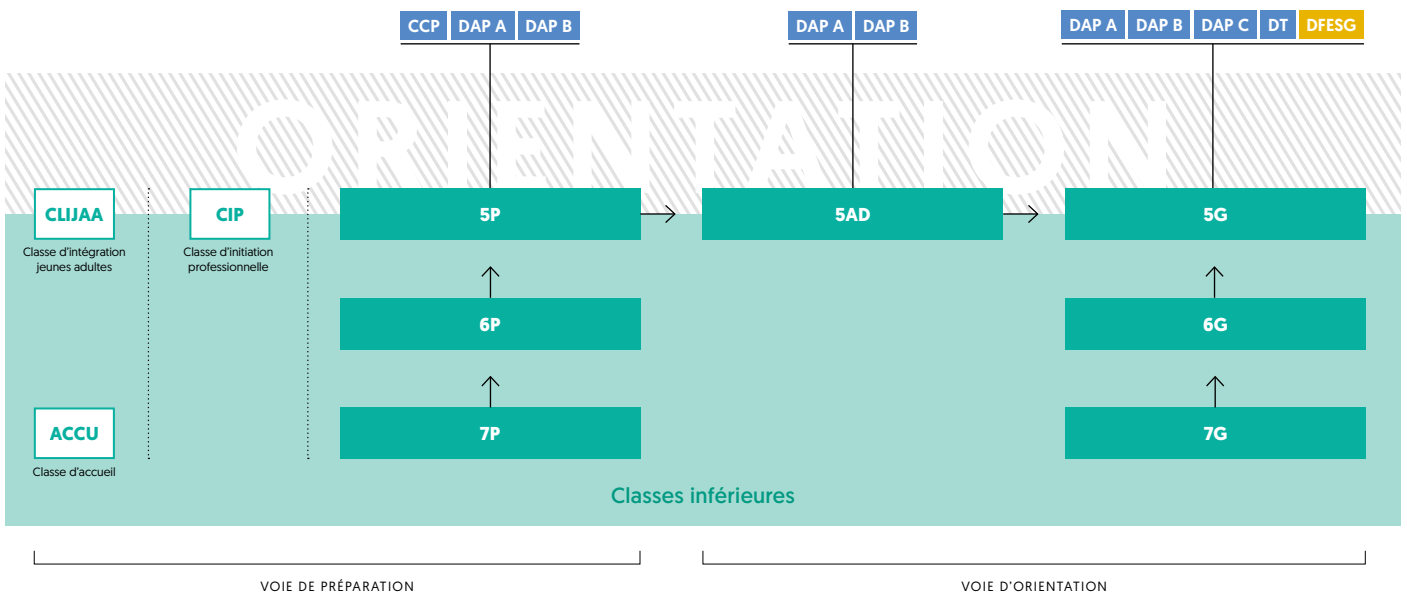 CCP DAP A DAP B
DAP A DAP B
DAP A DAP B DAP C DT DFESG
ORIENTATION
CLIJAA
Classe d'intégration
jeunes adultes
CIP
Classe d'initiation
professionnelle
5P
5AD
5G
6P
6G
ACCU
Classe d'accueil
7P
7G
Classes inférieures
VOIE DE PRÉPARATION
VOIE D'ORIENTATION